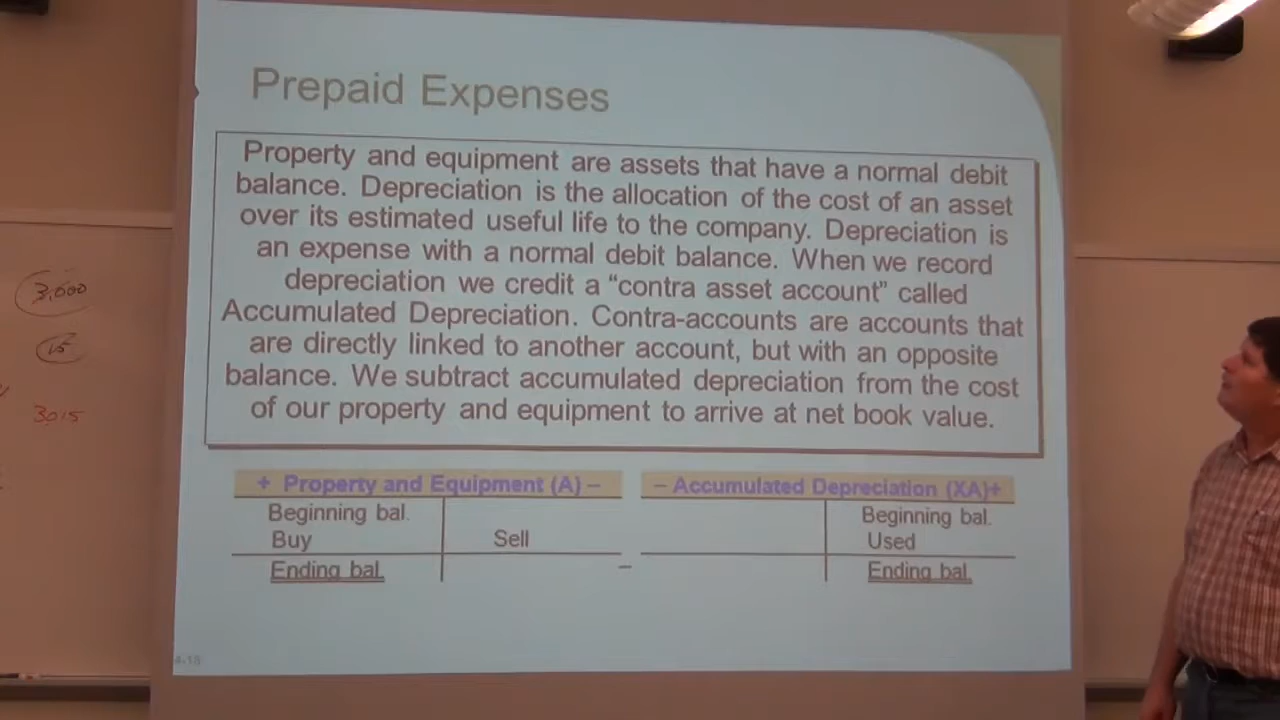 Prepaid Expenses
Property and equipment are assets that have a normal debit
balance. Depreciation is the allocation of the cost of an asset
over its estimated useful life to the company. Depreciation is
an expense with a normal debit balance. When we record
depreciation we credit a “contra asset account” called
Accumulated Depreciation. Contra-accounts are accounts that
are directly linked to another account, but with an opposite
balance. We subtract accumulated depreciation from the cost
of our property and equipment to arrive at net book value.
+ Property and Equipment (A) –
Beginning bal.
Buy Sell
Ending bal.
–
– Accumulated Depreciation (XA)+
Beginning bal.
Used
Ending bal.
3,000
15
3015
4-18